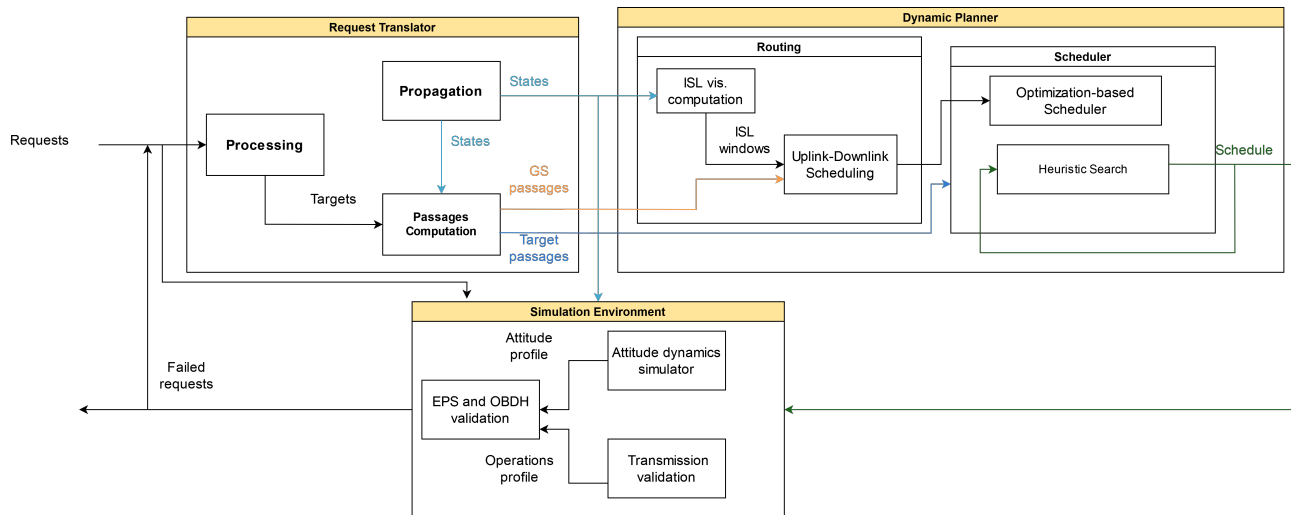 Dynamic Planner
Request Translator
Routing
Scheduler
Propagation
States
ISL vis.
computation
Optimization-based
Scheduler
Requests
Processing
States
ISL
windows
Uplink-Downlink
Scheduling
Schedule
Heuristic Search
GS
passages
Targets
Passages
Computation
Target
passages
Simulation Environment
Attitude
profile
Attitude dynamics
simulator
Failed
requests
EPS and OBDH
validation
Operations
profile
Transmission
validation